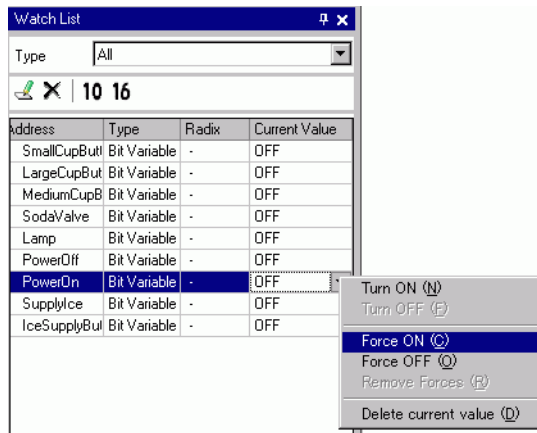 Watch List
Type All
10 16
Address Type Radix Current Value
SmallCupButt Bit Variable - OFF
LargeCupBut Bit Variable - OFF
MediumCupB Bit Variable - OFF
SodaValve Bit Variable - OFF
Lamp Bit Variable - OFF
PowerOff Bit Variable - OFF
PowerOn Bit Variable - OFF
SupplyIce Bit Variable - OFF
IceSupplyBut Bit Variable - OFF
Turn ON (N)
Turn OFF (F)
Force ON (C)
Force OFF (O)
Remove Forces (R)
Delete current value (D)